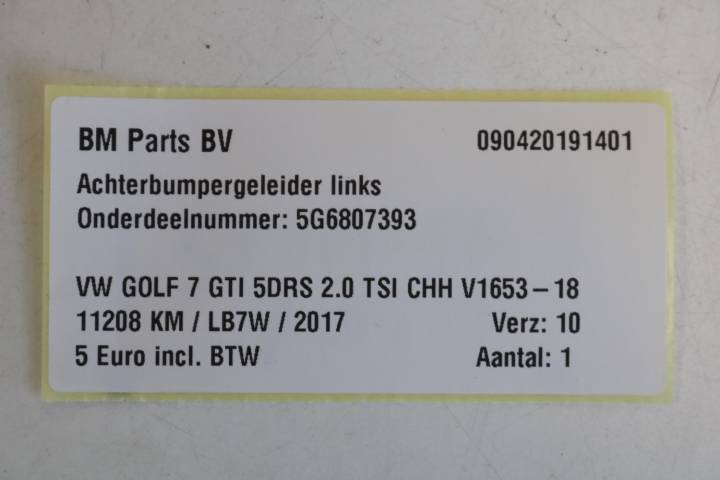 BM Parts BV 090420191401
Achterbumpergeleider links
Onderdeelnummer: 5G6807393
VW GOLF 7 GTI 5DRS 2.0 TSI CHH V1653 – 18
11208 KM / LB7W / 2017 Verz: 10
5 Euro incl. BTW Aantal: 1